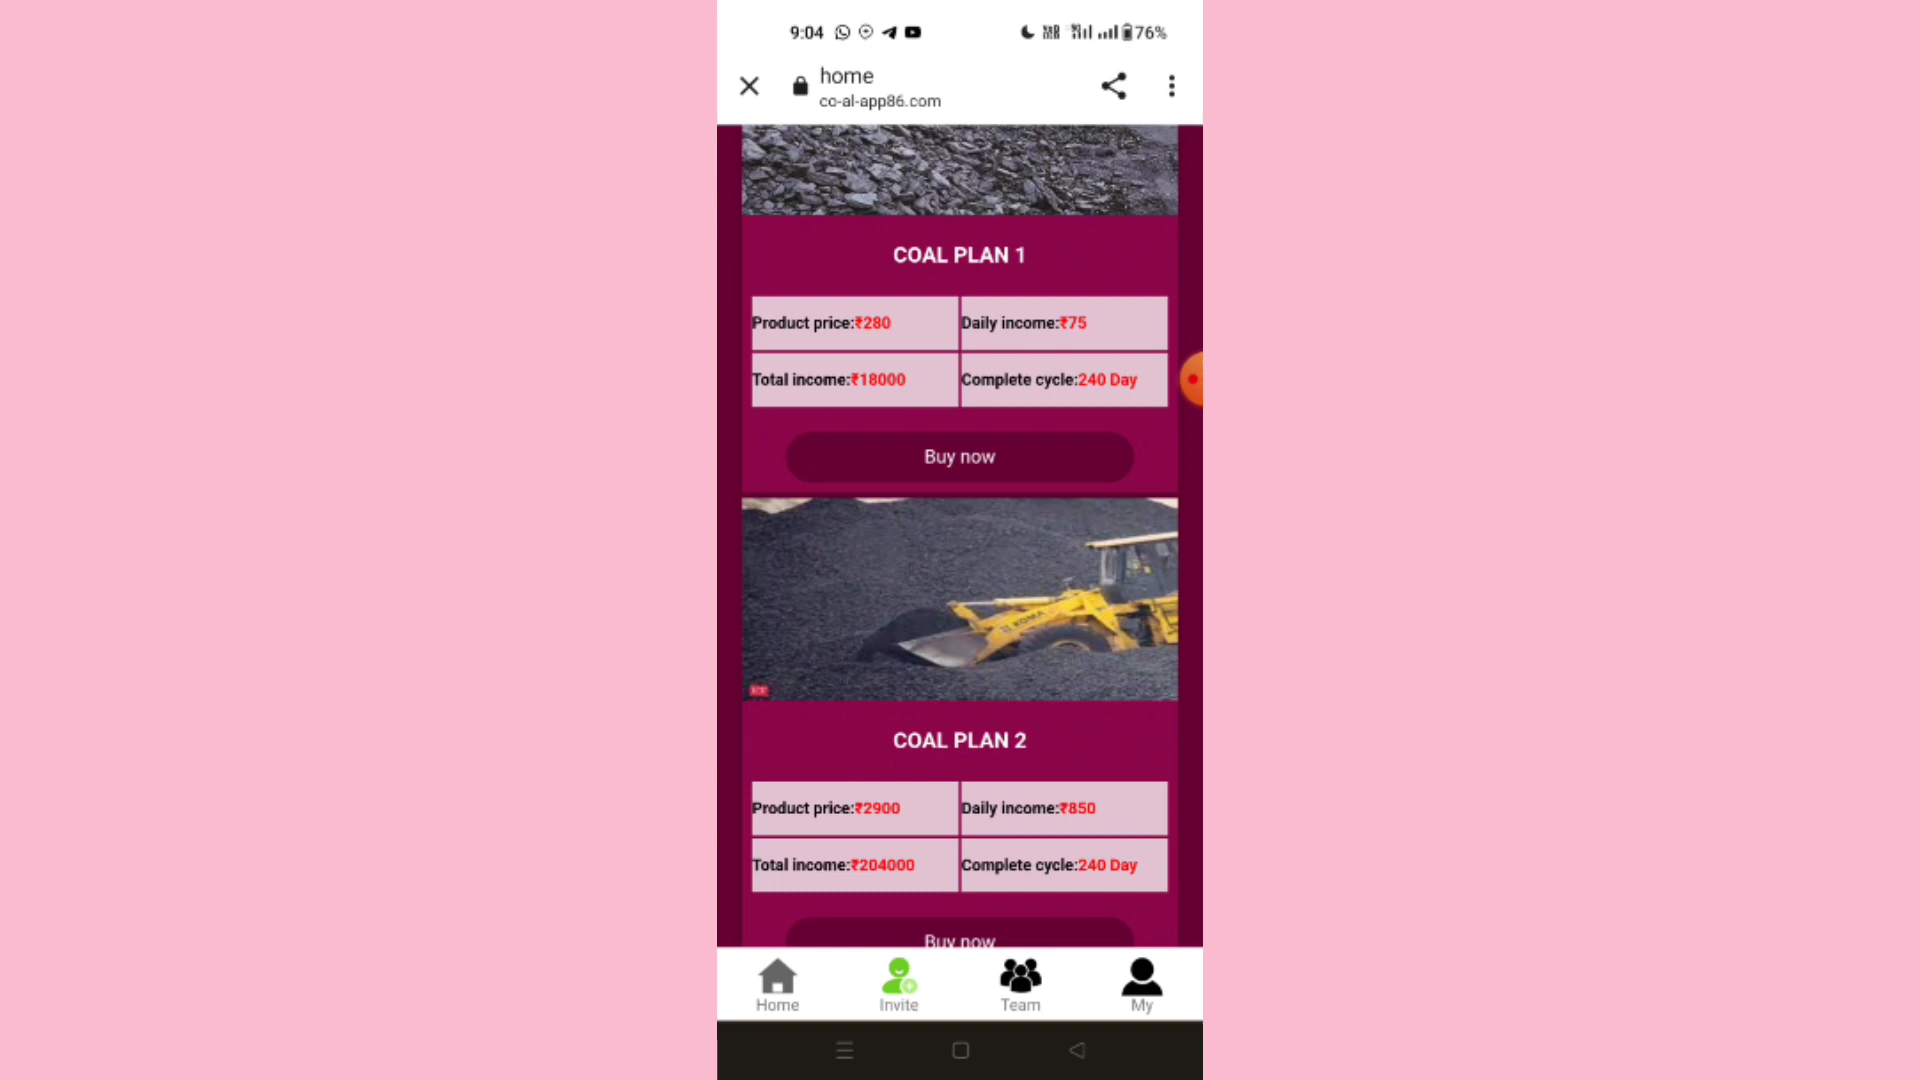 9:04 76%
home
co-al-app86.com
COAL PLAN 1
Product price:₹280 Daily income:₹75
Total income:₹18000 Complete cycle:240 Day
Buy now
COAL PLAN 2
Product price:₹2900 Daily income:₹850
Total income:₹204000 Complete cycle:240 Day
Buy now
Home Invite Team My